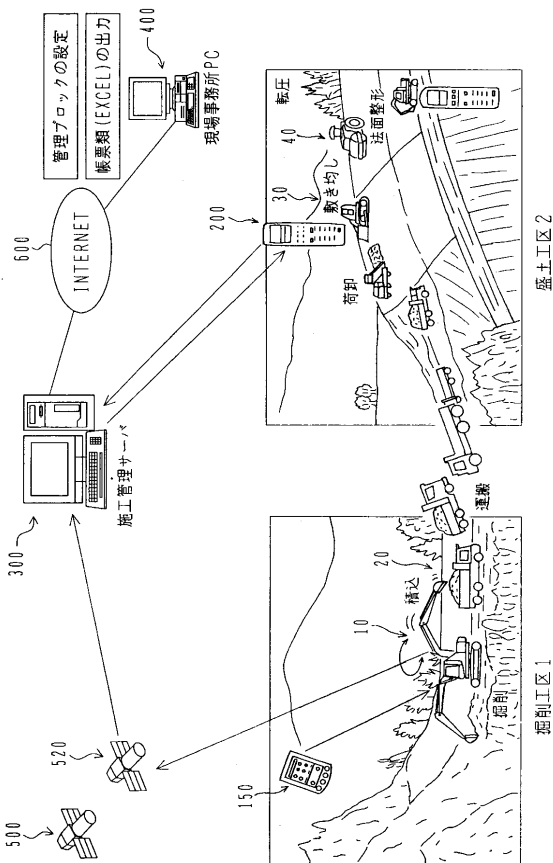 500
520
300
施工管理サーバ
600
INTERNET
管理ブロックの設定
帳票類(EXCEL)の出力
400
現場事務所PC
150
10
積込
20
掘削
運搬
掘削工区1
200
荷卸
30
敷き均し
40
転圧
法面整形
盛土工区2